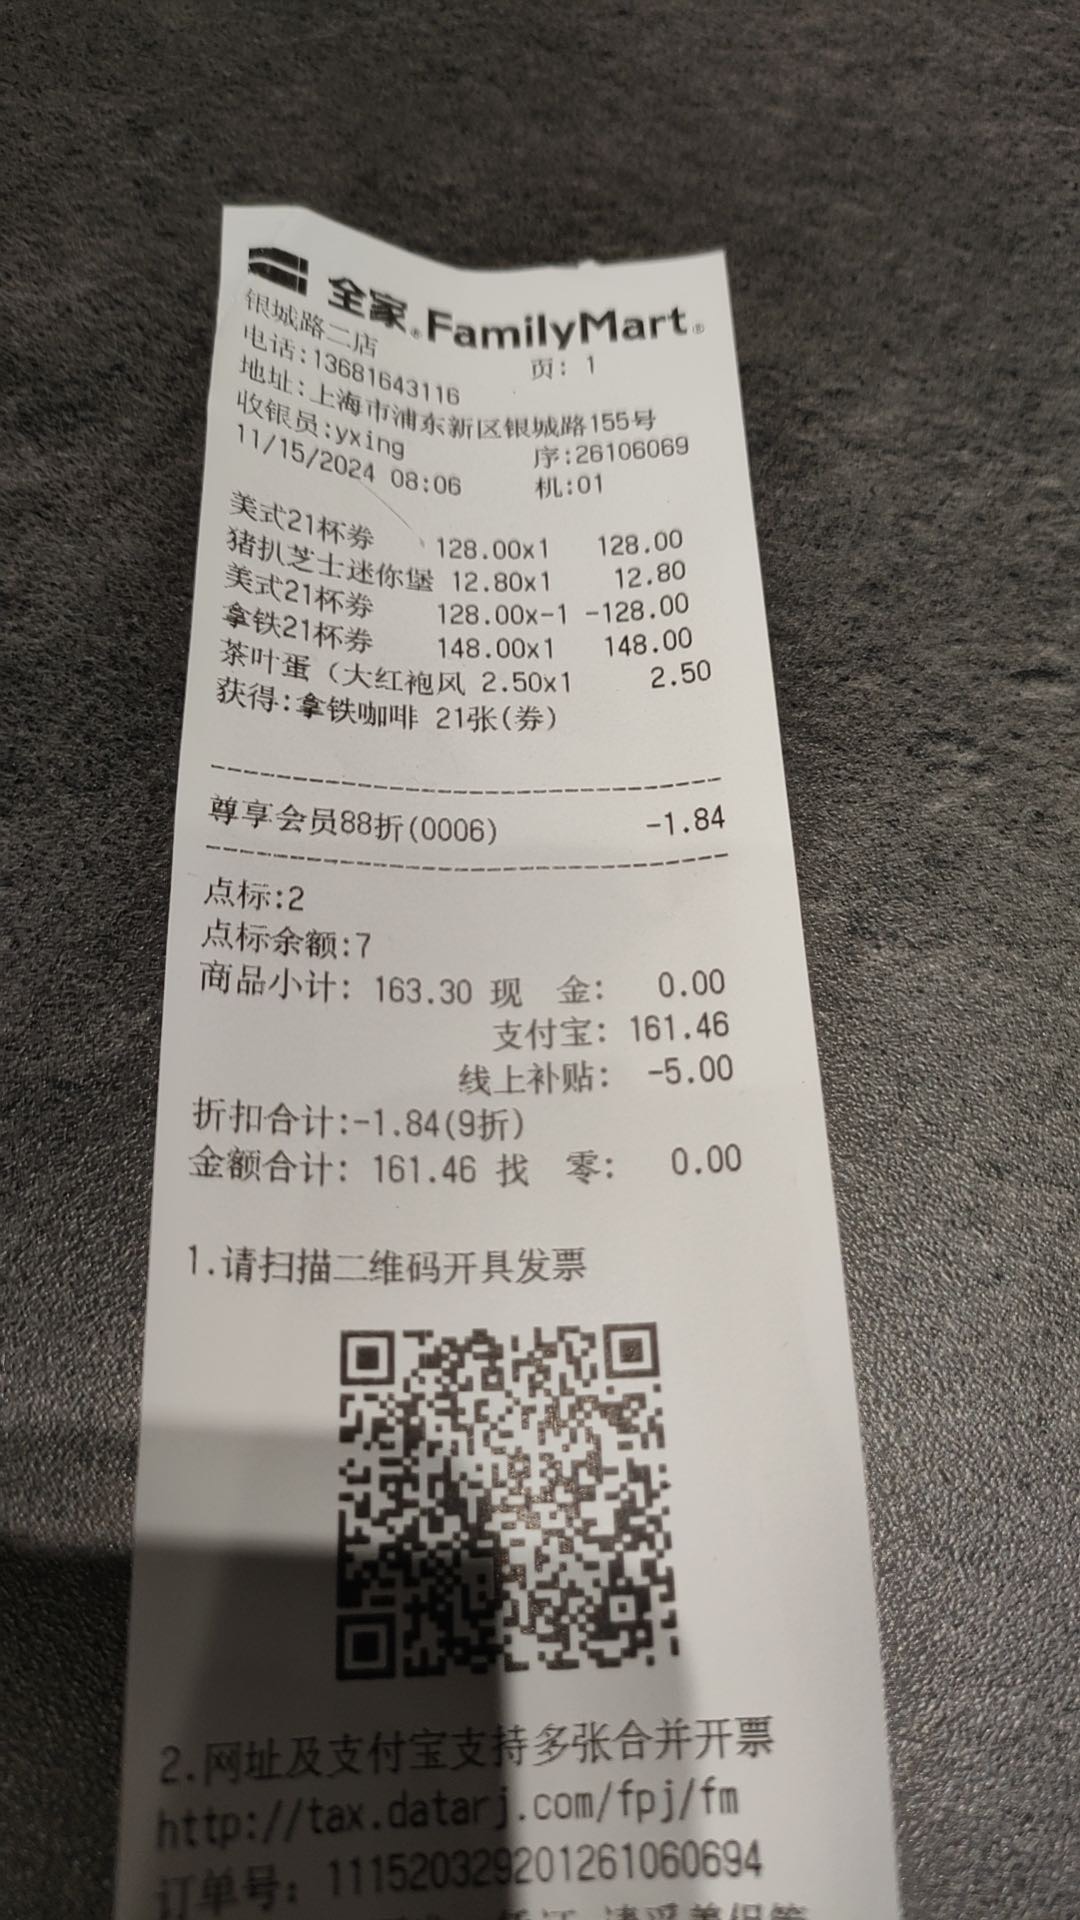 全家® FamilyMart®
银城路二店 页: 1
电话:13681643116
地址:上海市浦东新区银城路155号
收银员:yxing 序:26106069
11/15/2024 08:06 机:01
美式21杯券 128.00x1 128.00
猪扒芝士迷你堡 12.80x1 12.80
美式21杯券 128.00x-1 -128.00
拿铁21杯券 148.00x1 148.00
茶叶蛋（大红袍风 2.50x1 2.50
获得:拿铁咖啡 21张(券)
尊享会员88折(0006) -1.84
点标:2
点标余额:7
商品小计: 163.30 现 金: 0.00
支付宝: 161.46
线上补贴: -5.00
折扣合计:-1.84(9折)
金额合计: 161.46 找 零: 0.00
1.请扫描二维码开具发票
2.网址及支付宝支持多张合并开票
http://tax.datarj.com/fpj/fm
订单号: 111520329201261060694